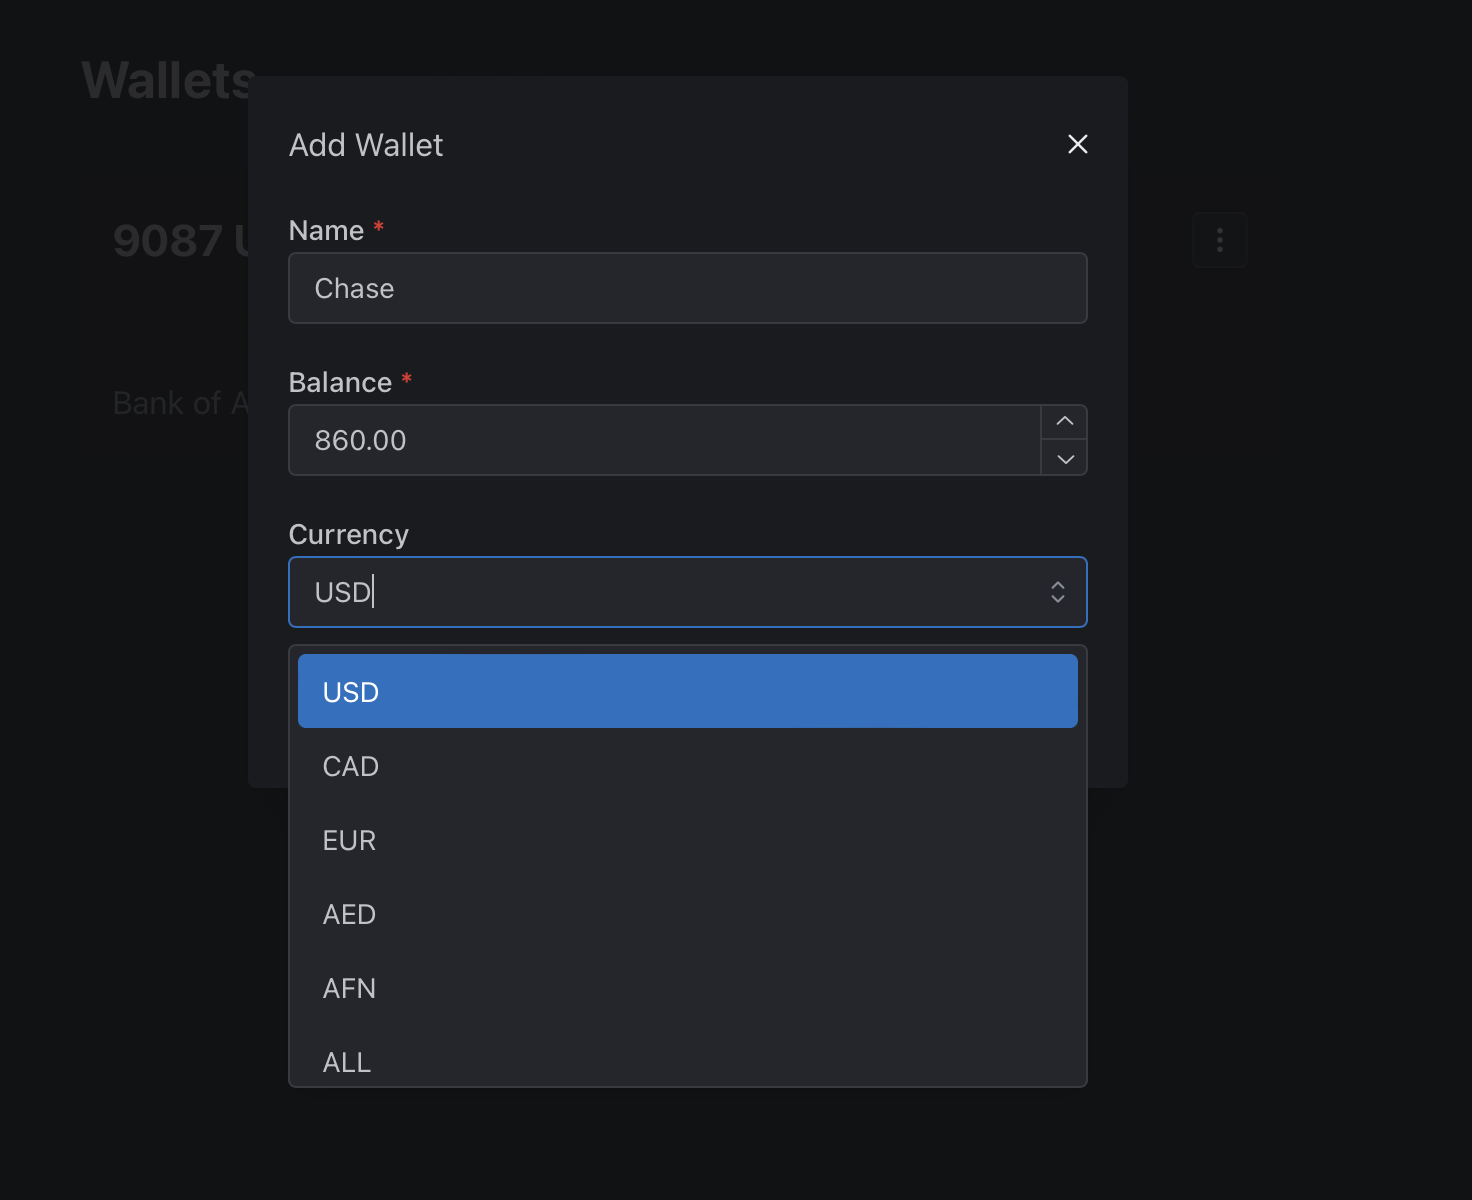 Wallets
Add Wallet
9087
Name *
Chase
Bank of
Balance *
860.00
Currency
USD
USD
CAD
EUR
AED
AFN
ALL